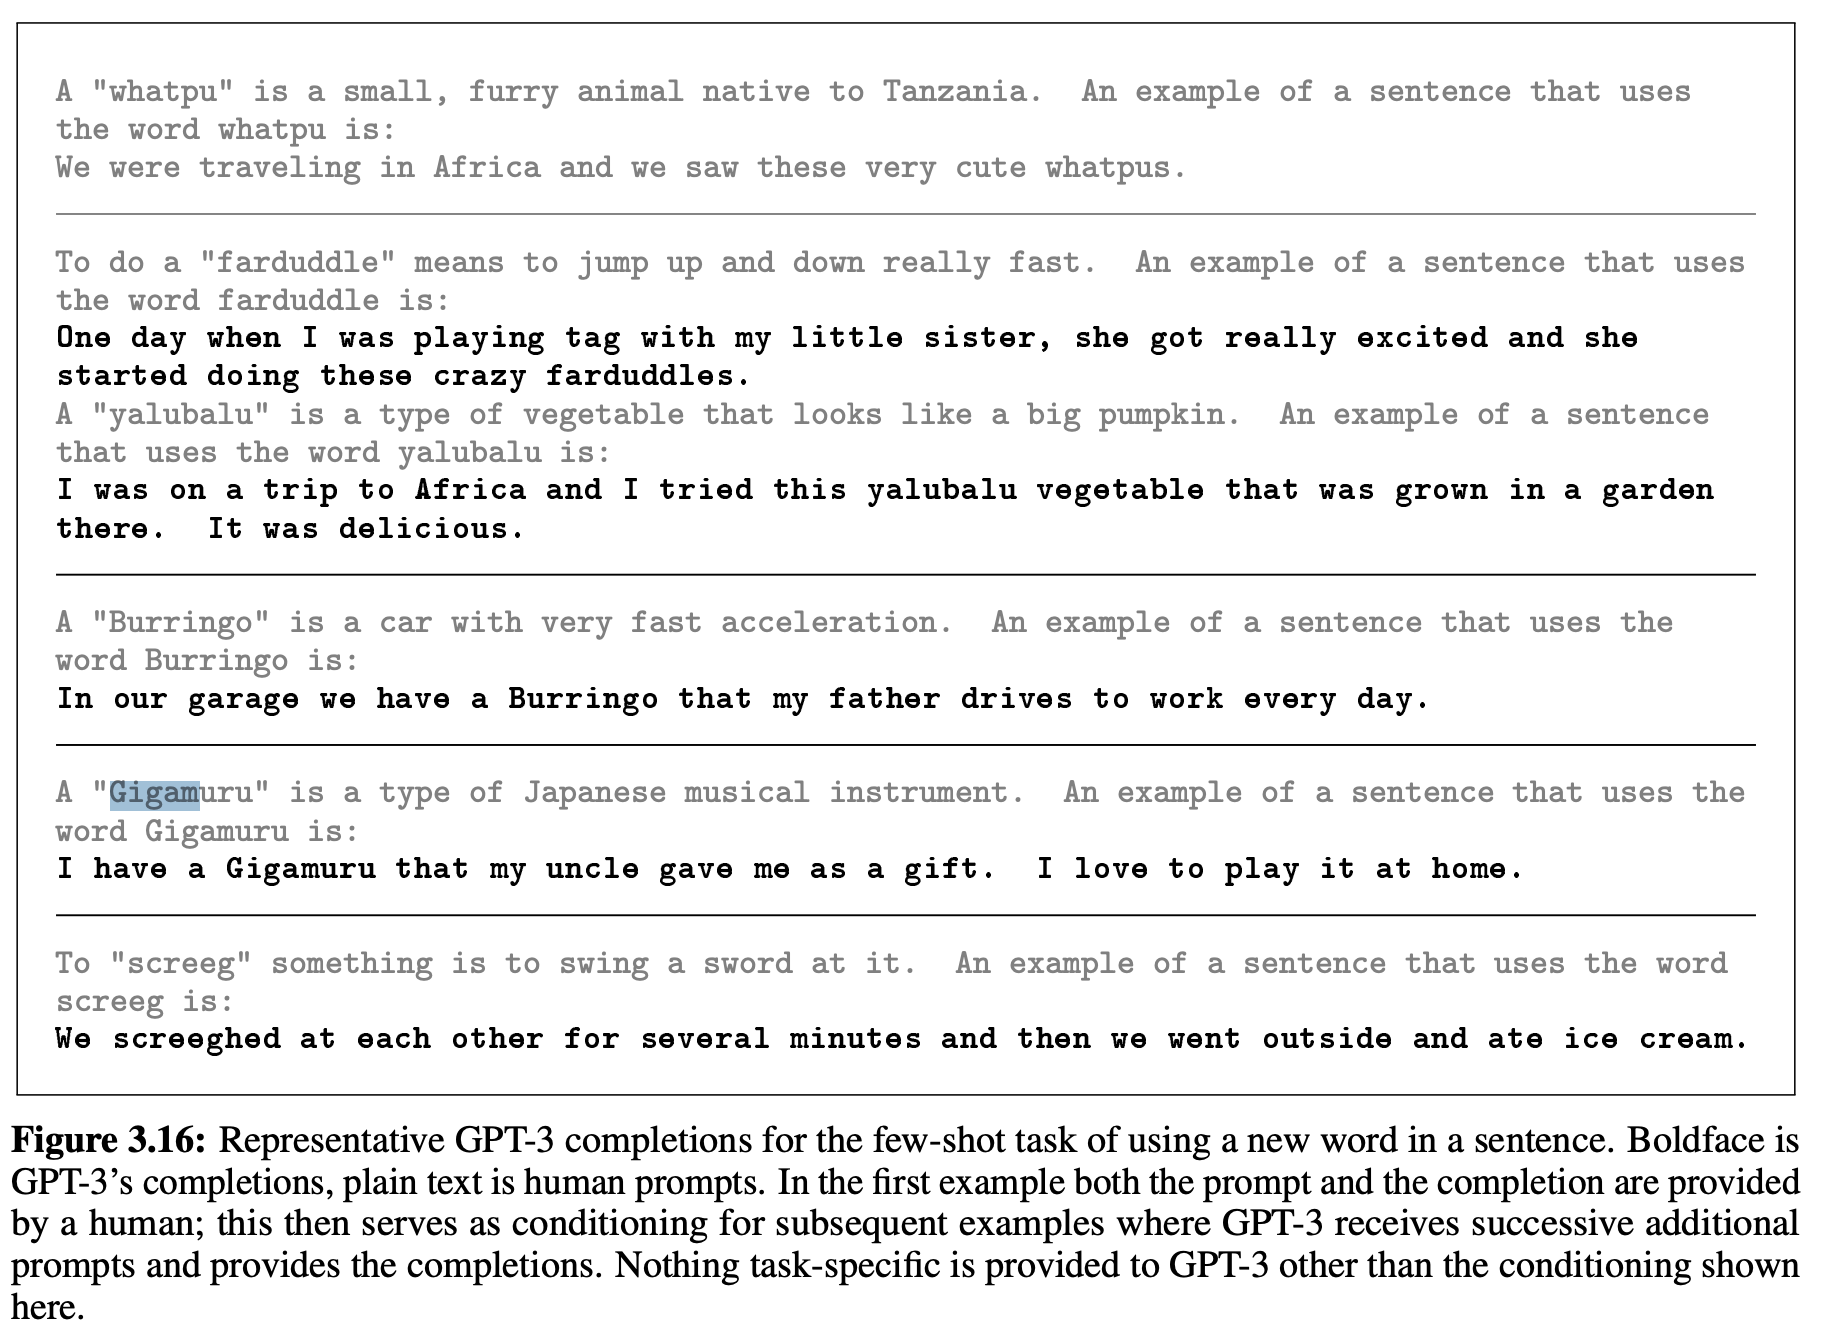 A "whatpu" is a small, furry animal native to Tanzania. An example of a sentence that uses
the word whatpu is:
We were traveling in Africa and we saw these very cute whatpus.
To do a "farduddle" means to jump up and down really fast. An example of a sentence that uses
the word farduddle is:
One day when I was playing tag with my little sister, she got really excited and she
started doing these crazy farduddles.
A "yalubalu" is a type of vegetable that looks like a big pumpkin. An example of a sentence
that uses the word yalubalu is:
I was on a trip to Africa and I tried this yalubalu vegetable that was grown in a garden
there. It was delicious.
A "Burringo" is a car with very fast acceleration. An example of a sentence that uses the
word Burringo is:
In our garage we have a Burringo that my father drives to work every day.
A "Gigamuru" is a type of Japanese musical instrument. An example of a sentence that uses the
word Gigamuru is:
I have a Gigamuru that my uncle gave me as a gift. I love to play it at home.
To "screeg" something is to swing a sword at it. An example of a sentence that uses the word
screeg is:
We screeghed at each other for several minutes and then we went outside and ate ice cream.
Figure 3.16: Representative GPT-3 completions for the few-shot task of using a new word in a sentence. Boldface is
GPT-3's completions, plain text is human prompts. In the first example both the prompt and the completion are provided
by a human; this then serves as conditioning for subsequent examples where GPT-3 receives successive additional
prompts and provides the completions. Nothing task-specific is provided to GPT-3 other than the conditioning shown
here.